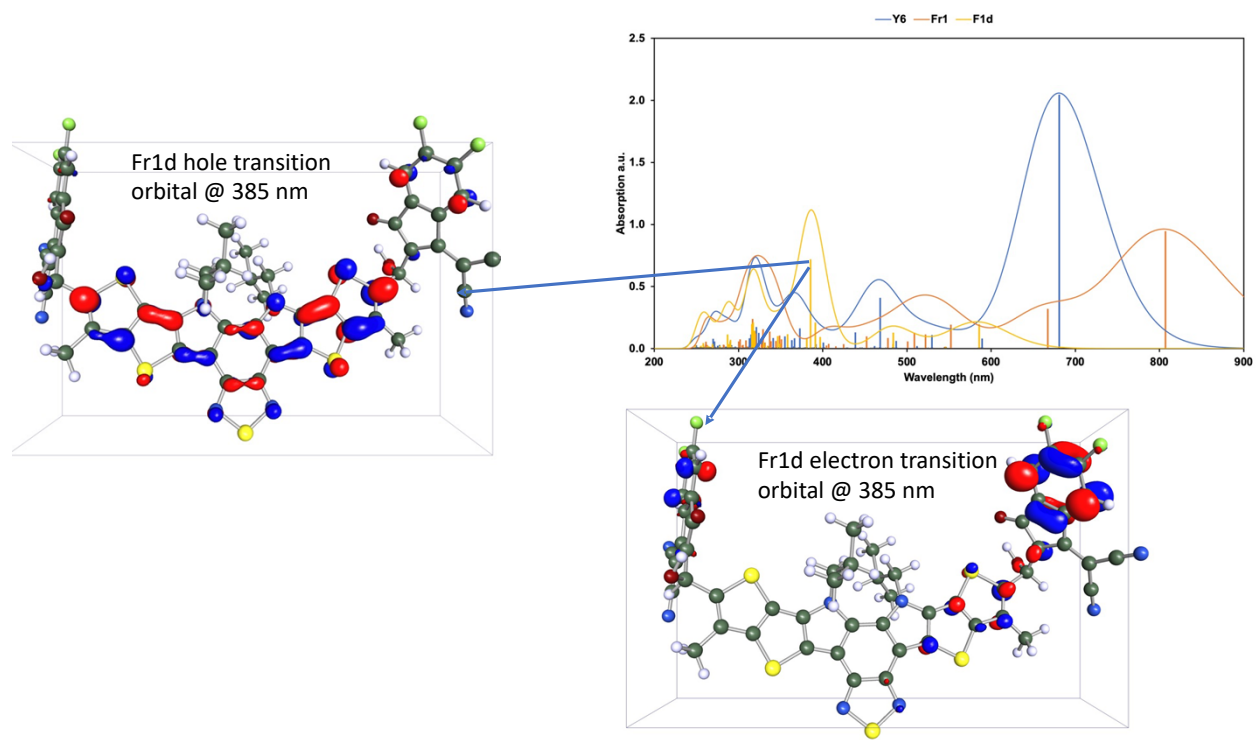 Y6 Fr1 F1d
2.5
2.0
1.5
1.0
0.5
0.0
Absorption a.u.
200 300 400 500 600 700 800 900
Wavelength (nm)
Fr1d hole transition
orbital @ 385 nm
Fr1d electron transition
orbital @ 385 nm